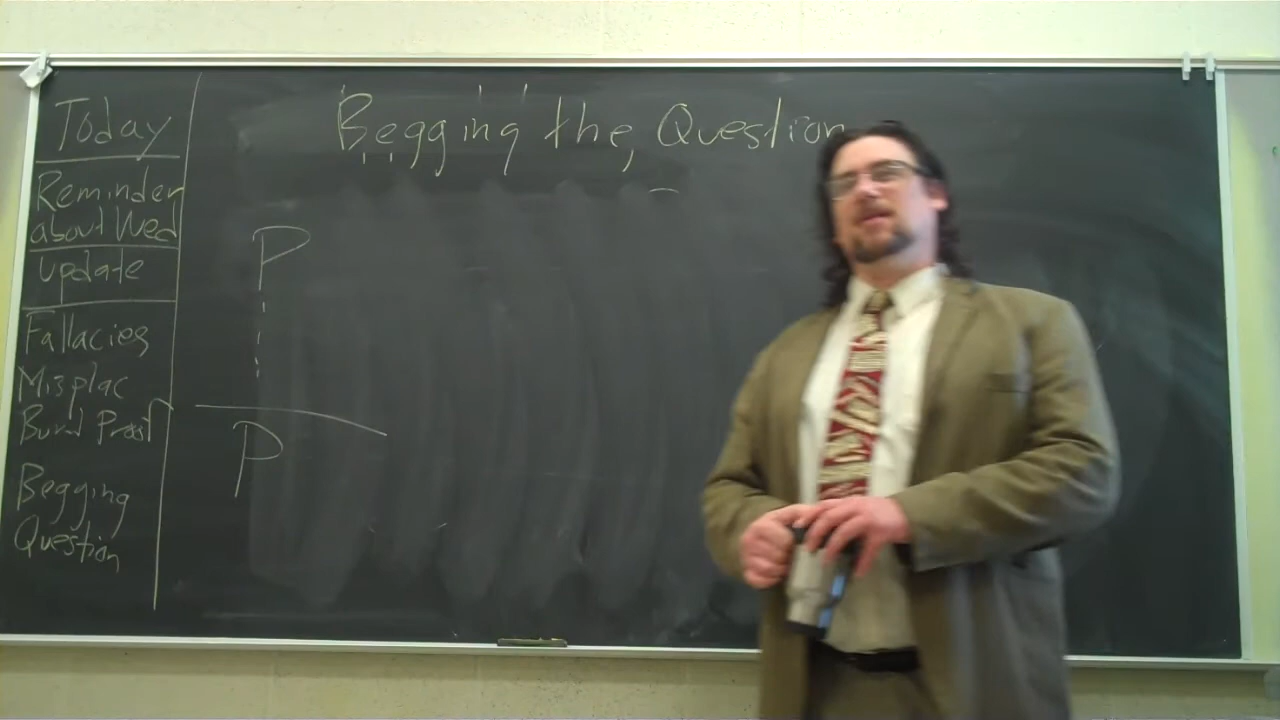 Today
Reminder
about Wed
update
Fallacies
Misplac
Burd Proof
Begging
Question
Begging the Question
P
P